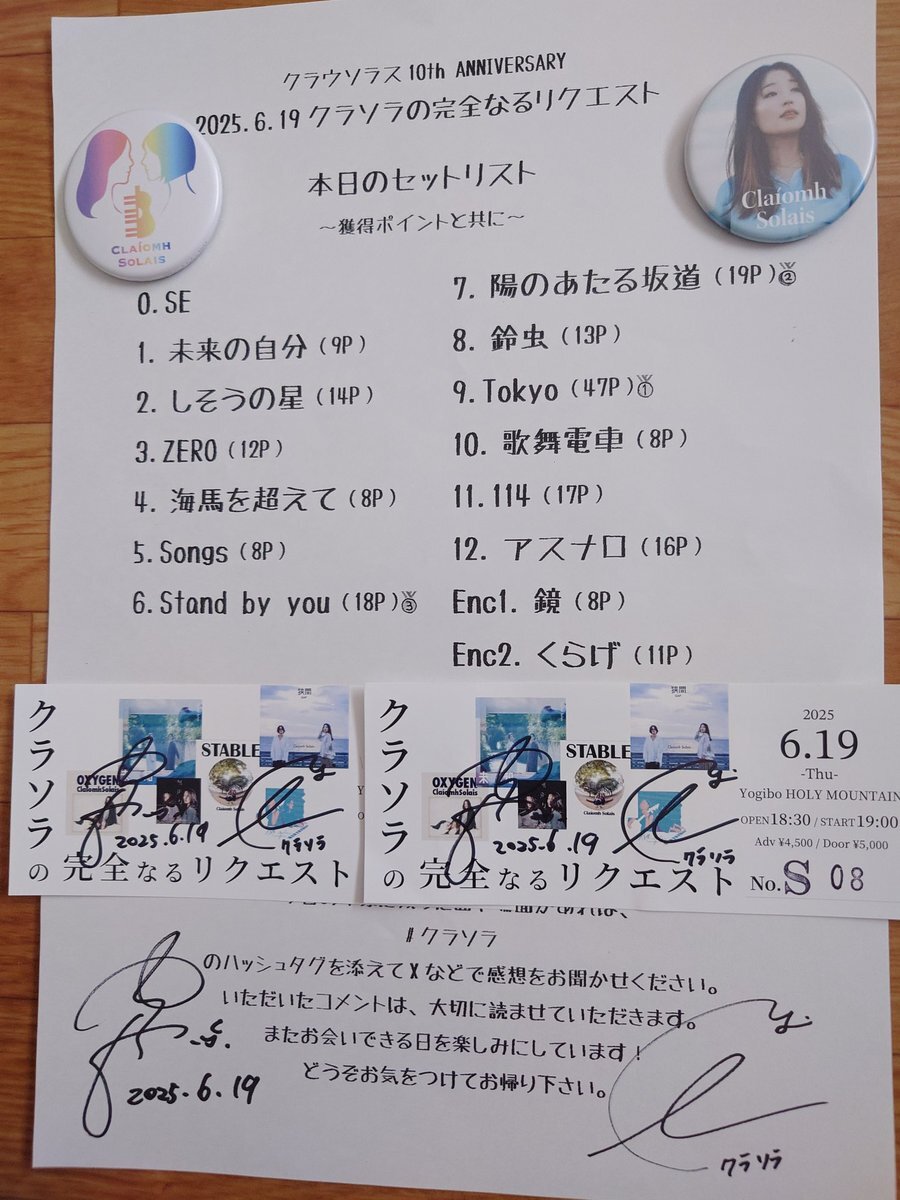 クラウソラス 10th ANNIVERSARY
2025.6.19 クラソラの完全なるリクエスト
本日のセットリスト
～獲得ポイントと共に～
CLAÍOMH
SOLAIS
Claíomh
Solais
0. SE
1. 未来の自分 (9P)
2. しそうの星 (14P)
3. ZERO (12P)
4. 海馬を超えて (8P)
5. Songs (8P)
6. Stand by you (18P) ③
7. 陽のあたる坂道 (19P) ②
8. 鈴虫 (13P)
9. Tokyo (47P) ①
10. 歌舞電車 (8P)
11. 114 (17P)
12. アスナロ (16P)
Enc1. 鏡 (8P)
Enc2. くらげ (11P)
クラソラ
の完全なるリクエスト
STABLE
OXYGEN
ClaíomhSolais
2025.6.19
クラソラ
クラソラ
の完全なるリクエスト
STABLE
OXYGEN
ClaíomhSolais
2025.6.19
クラソラ
2025
6.19
-Thu-
Yogibo HOLY MOUNTAIN
OPEN 18:30 / START 19:00
Adv ¥4,500 / Door ¥5,000
No. S 08
#クラソラ
のハッシュタグを添えてXなどで感想をお聞かせください。
いただいたコメントは、大切に読ませていただきます。
またお会いできる日を楽しみにしています！
どうぞお気をつけてお帰り下さい。
2025.6.19
クラソラ